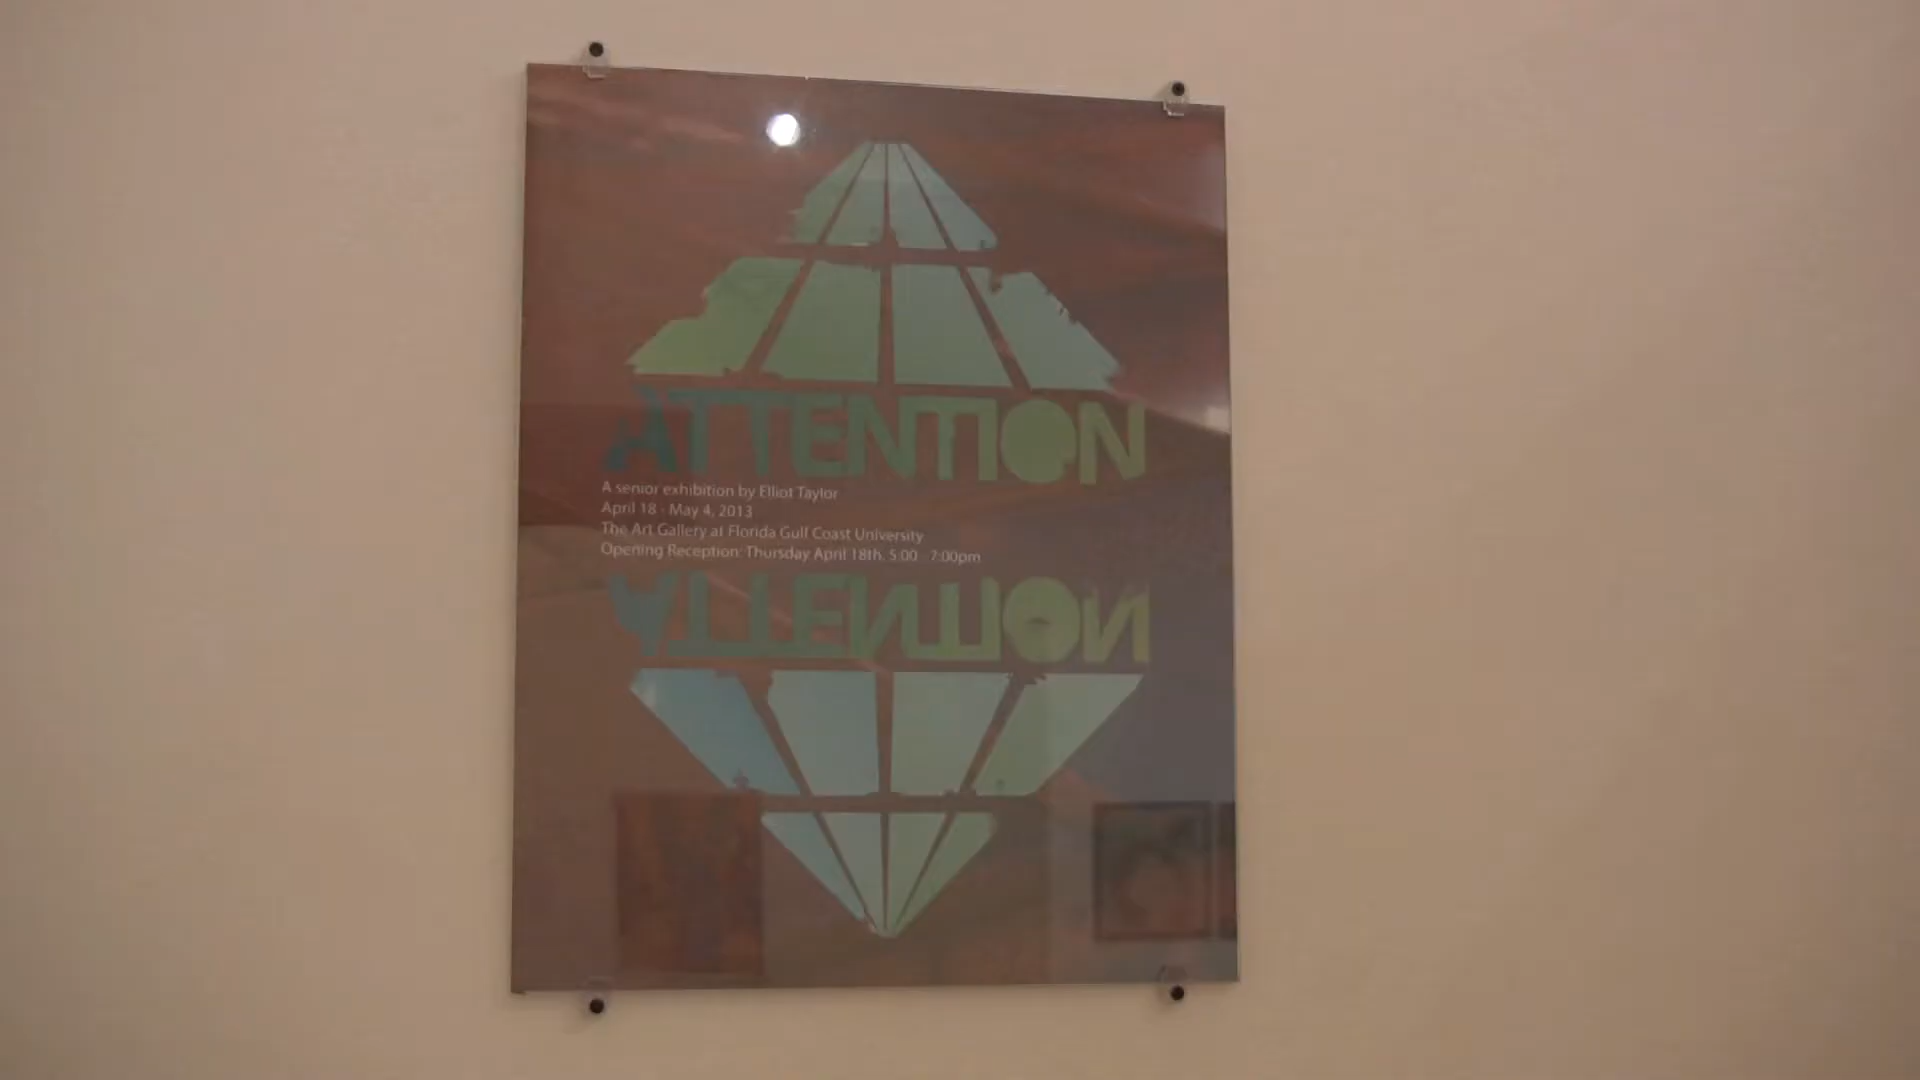 ATTENTION
A senior exhibition by Elliot Taylor
April 18 - May 4, 2013
The Art Gallery at Florida Gulf Coast University
Opening Reception: Thursday April 18th, 5:00 - 7:00pm
ATTENTION